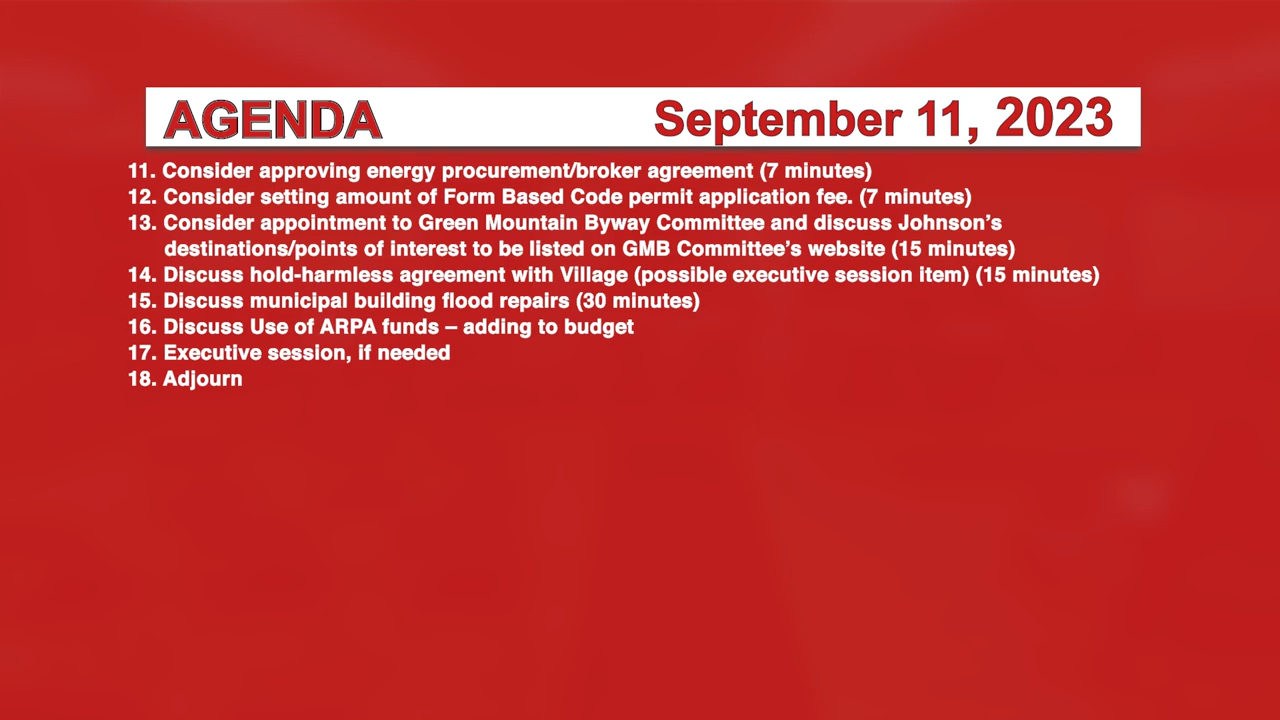 AGENDA September 11, 2023
11. Consider approving energy procurement/broker agreement (7 minutes)
12. Consider setting amount of Form Based Code permit application fee. (7 minutes)
13. Consider appointment to Green Mountain Byway Committee and discuss Johnson’s
destinations/points of interest to be listed on GMB Committee’s website (15 minutes)
14. Discuss hold-harmless agreement with Village (possible executive session item) (15 minutes)
15. Discuss municipal building flood repairs (30 minutes)
16. Discuss Use of ARPA funds – adding to budget
17. Executive session, if needed
18. Adjourn